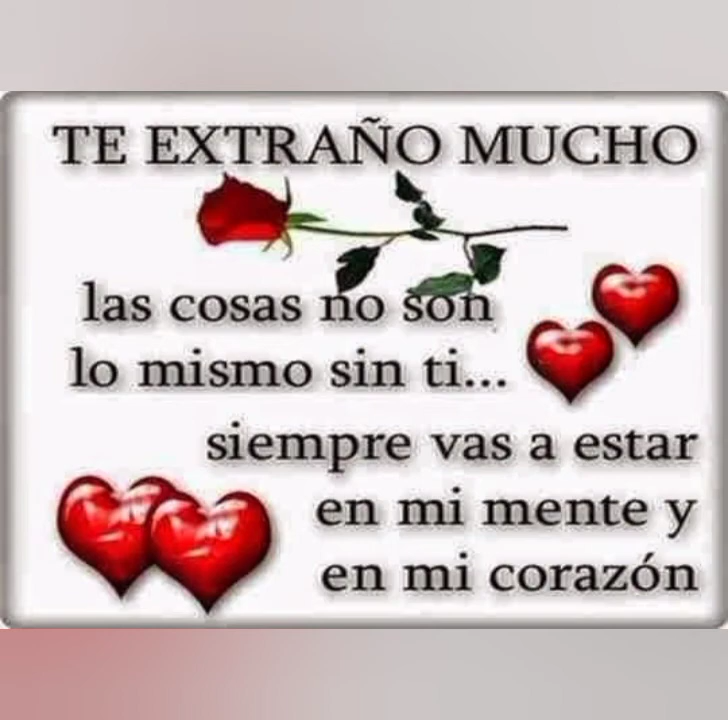 TE EXTRAÑO MUCHO
las cosas no son
lo mismo sin ti...
siempre vas a estar
en mi mente y
en mi corazón